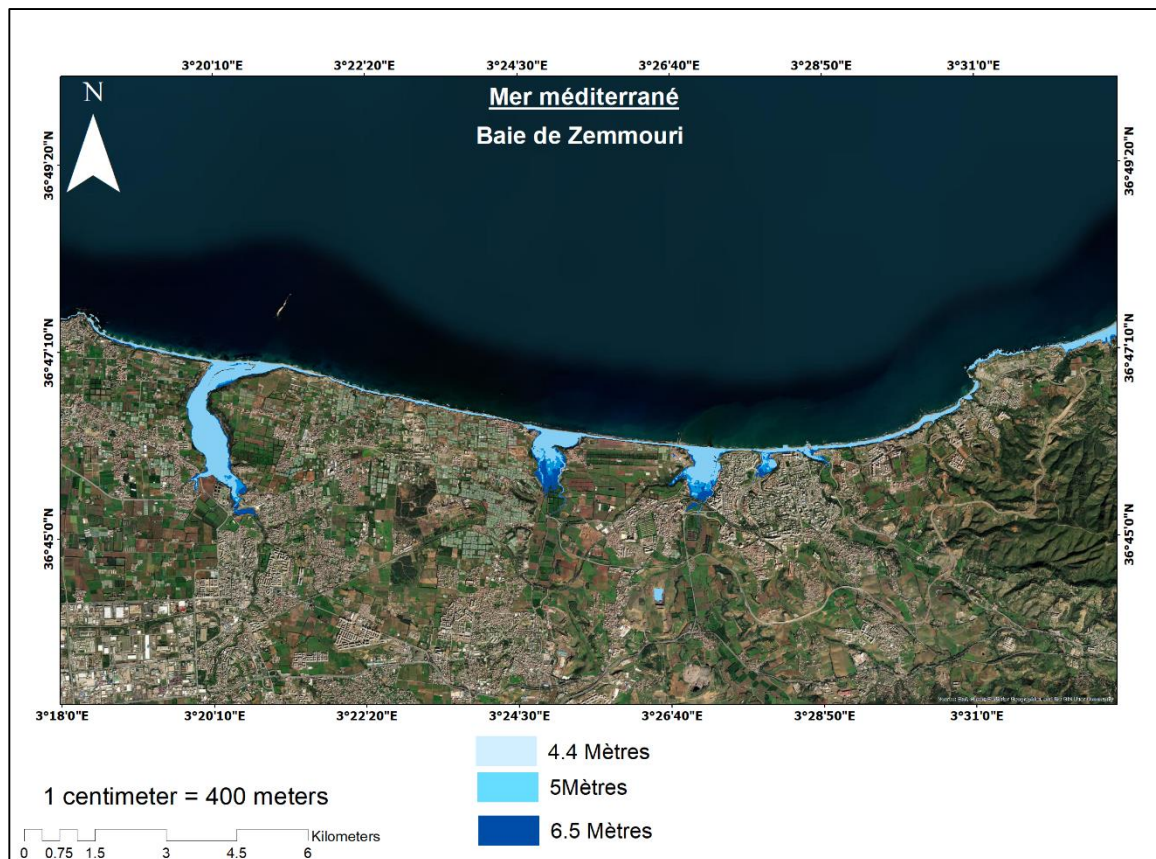 3°20'10"E 3°22'20"E 3°24'30"E 3°26'40"E 3°28'50"E 3°31'0"E
N
Mer méditerrané
Baie de Zemmouri
36°49'20"N 36°49'20"N
36°47'10"N 36°47'10"N
36°45'0"N 36°45'0"N
3°18'0"E 3°20'10"E 3°22'20"E 3°24'30"E 3°26'40"E 3°28'50"E 3°31'0"E
4.4 Mètres
5Mètres
6.5 Mètres
1 centimeter = 400 meters
Kilometers
0 0.75 1.5 3 4.5 6